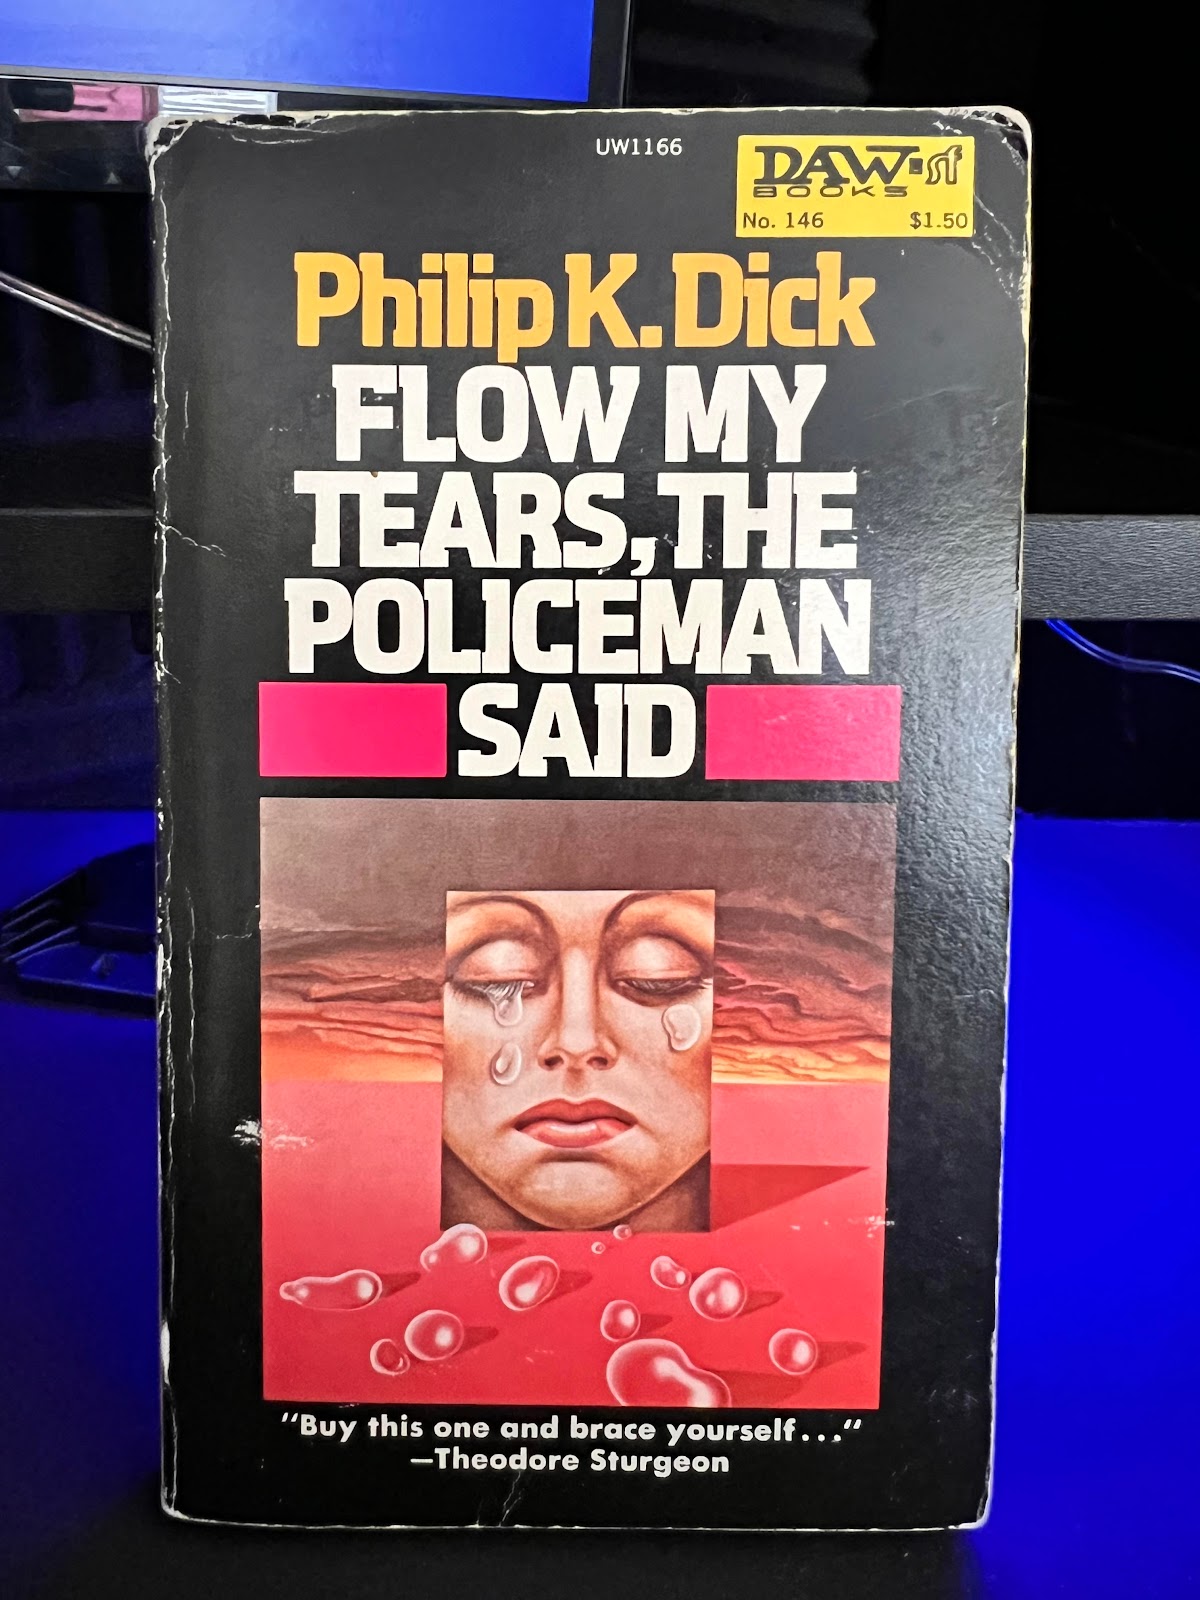 UW1166
DAW sf
BOOKS
No. 146 $1.50
Philip K. Dick
FLOW MY
TEARS, THE
POLICEMAN
SAID
"Buy this one and brace yourself..."
—Theodore Sturgeon